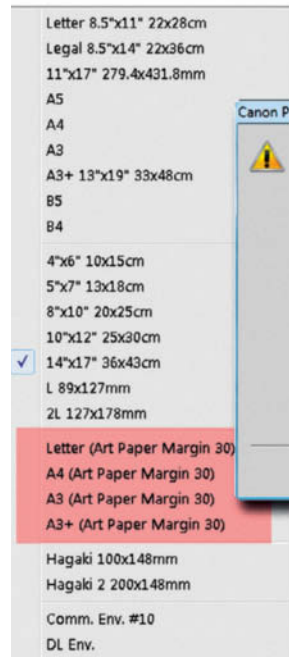 Letter 8.5"x11" 22x28cm
Legal 8.5"x14" 22x36cm
11"x17" 279.4x431.8mm
A5
A4
A3
A3+ 13"x19" 33x48cm
B5
B4
4"x6" 10x15cm
5"x7" 13x18cm
8"x10" 20x25cm
10"x12" 25x30cm
14"x17" 36x43cm
L 89x127mm
2L 127x178mm
Letter (Art Paper Margin 30)
A4 (Art Paper Margin 30)
A3 (Art Paper Margin 30)
A3+ (Art Paper Margin 30)
Hagaki 100x148mm
Hagaki 2 200x148mm
Comm. Env. #10
DL Env.
Canon P